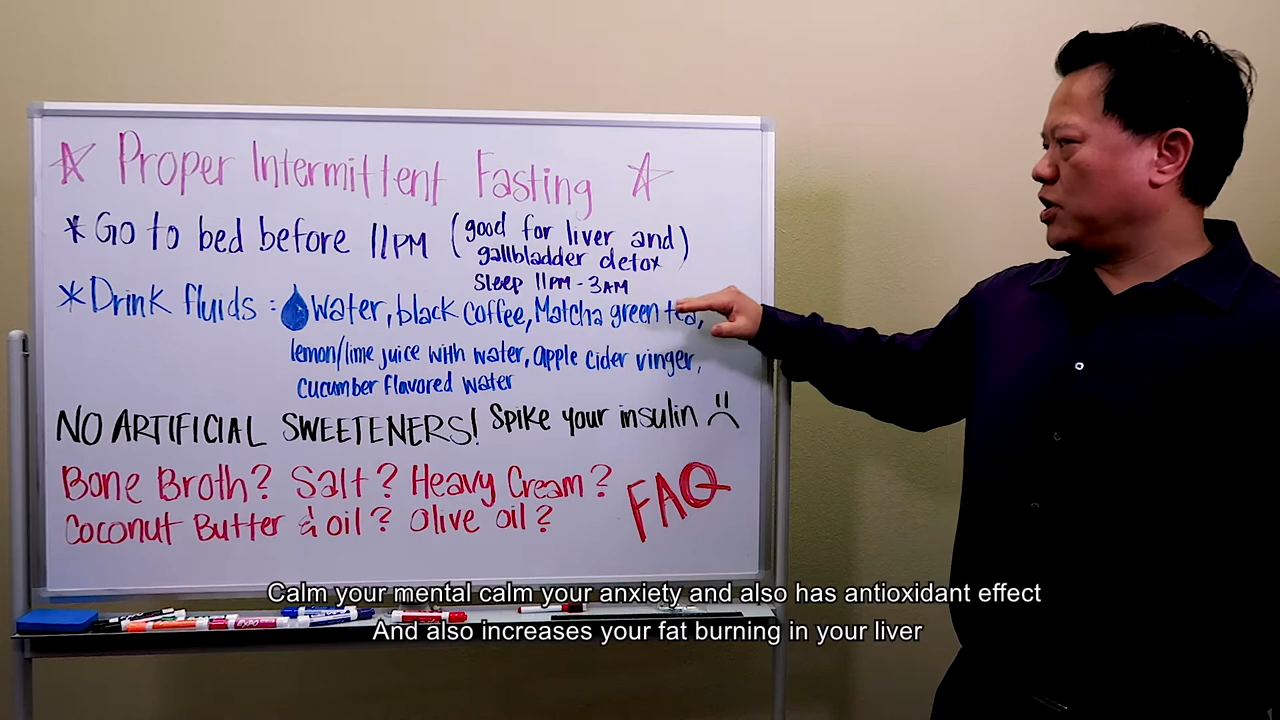 ☆ Proper Intermittent Fasting ☆
* Go to bed before 11PM (good for liver and)
gallbladder detox
Sleep 11PM - 3AM
* Drink fluids : Water, black coffee, Matcha green tea,
lemon/lime juice with water, apple cider vinger,
cucumber flavored water
NO ARTIFICIAL SWEETENERS! Spike your insulin ☹
Bone Broth? Salt? Heavy Cream?
Coconut Butter & oil? Olive oil?
FAQ
EXPO
Calm your mental calm your anxiety and also has antioxidant effect
And also increases your fat burning in your liver